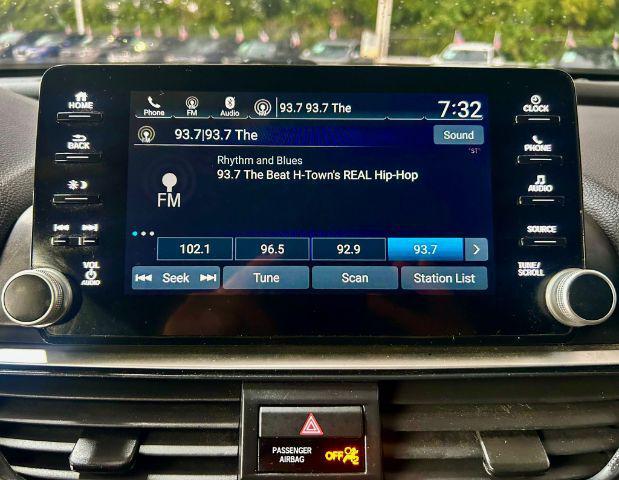 HOME
BACK
VOL
AUDIO
Phone
FM
Audio
93.7 93.7 The
7:32
93.7|93.7 The
Sound
"ST"
Rhythm and Blues
93.7 The Beat H-Town's REAL Hip-Hop
FM
102.1
96.5
92.9
93.7
Seek
Tune
Scan
Station List
CLOCK
PHONE
AUDIO
SOURCE
TUNE/
SCROLL
PASSENGER
AIRBAG
OFF
2